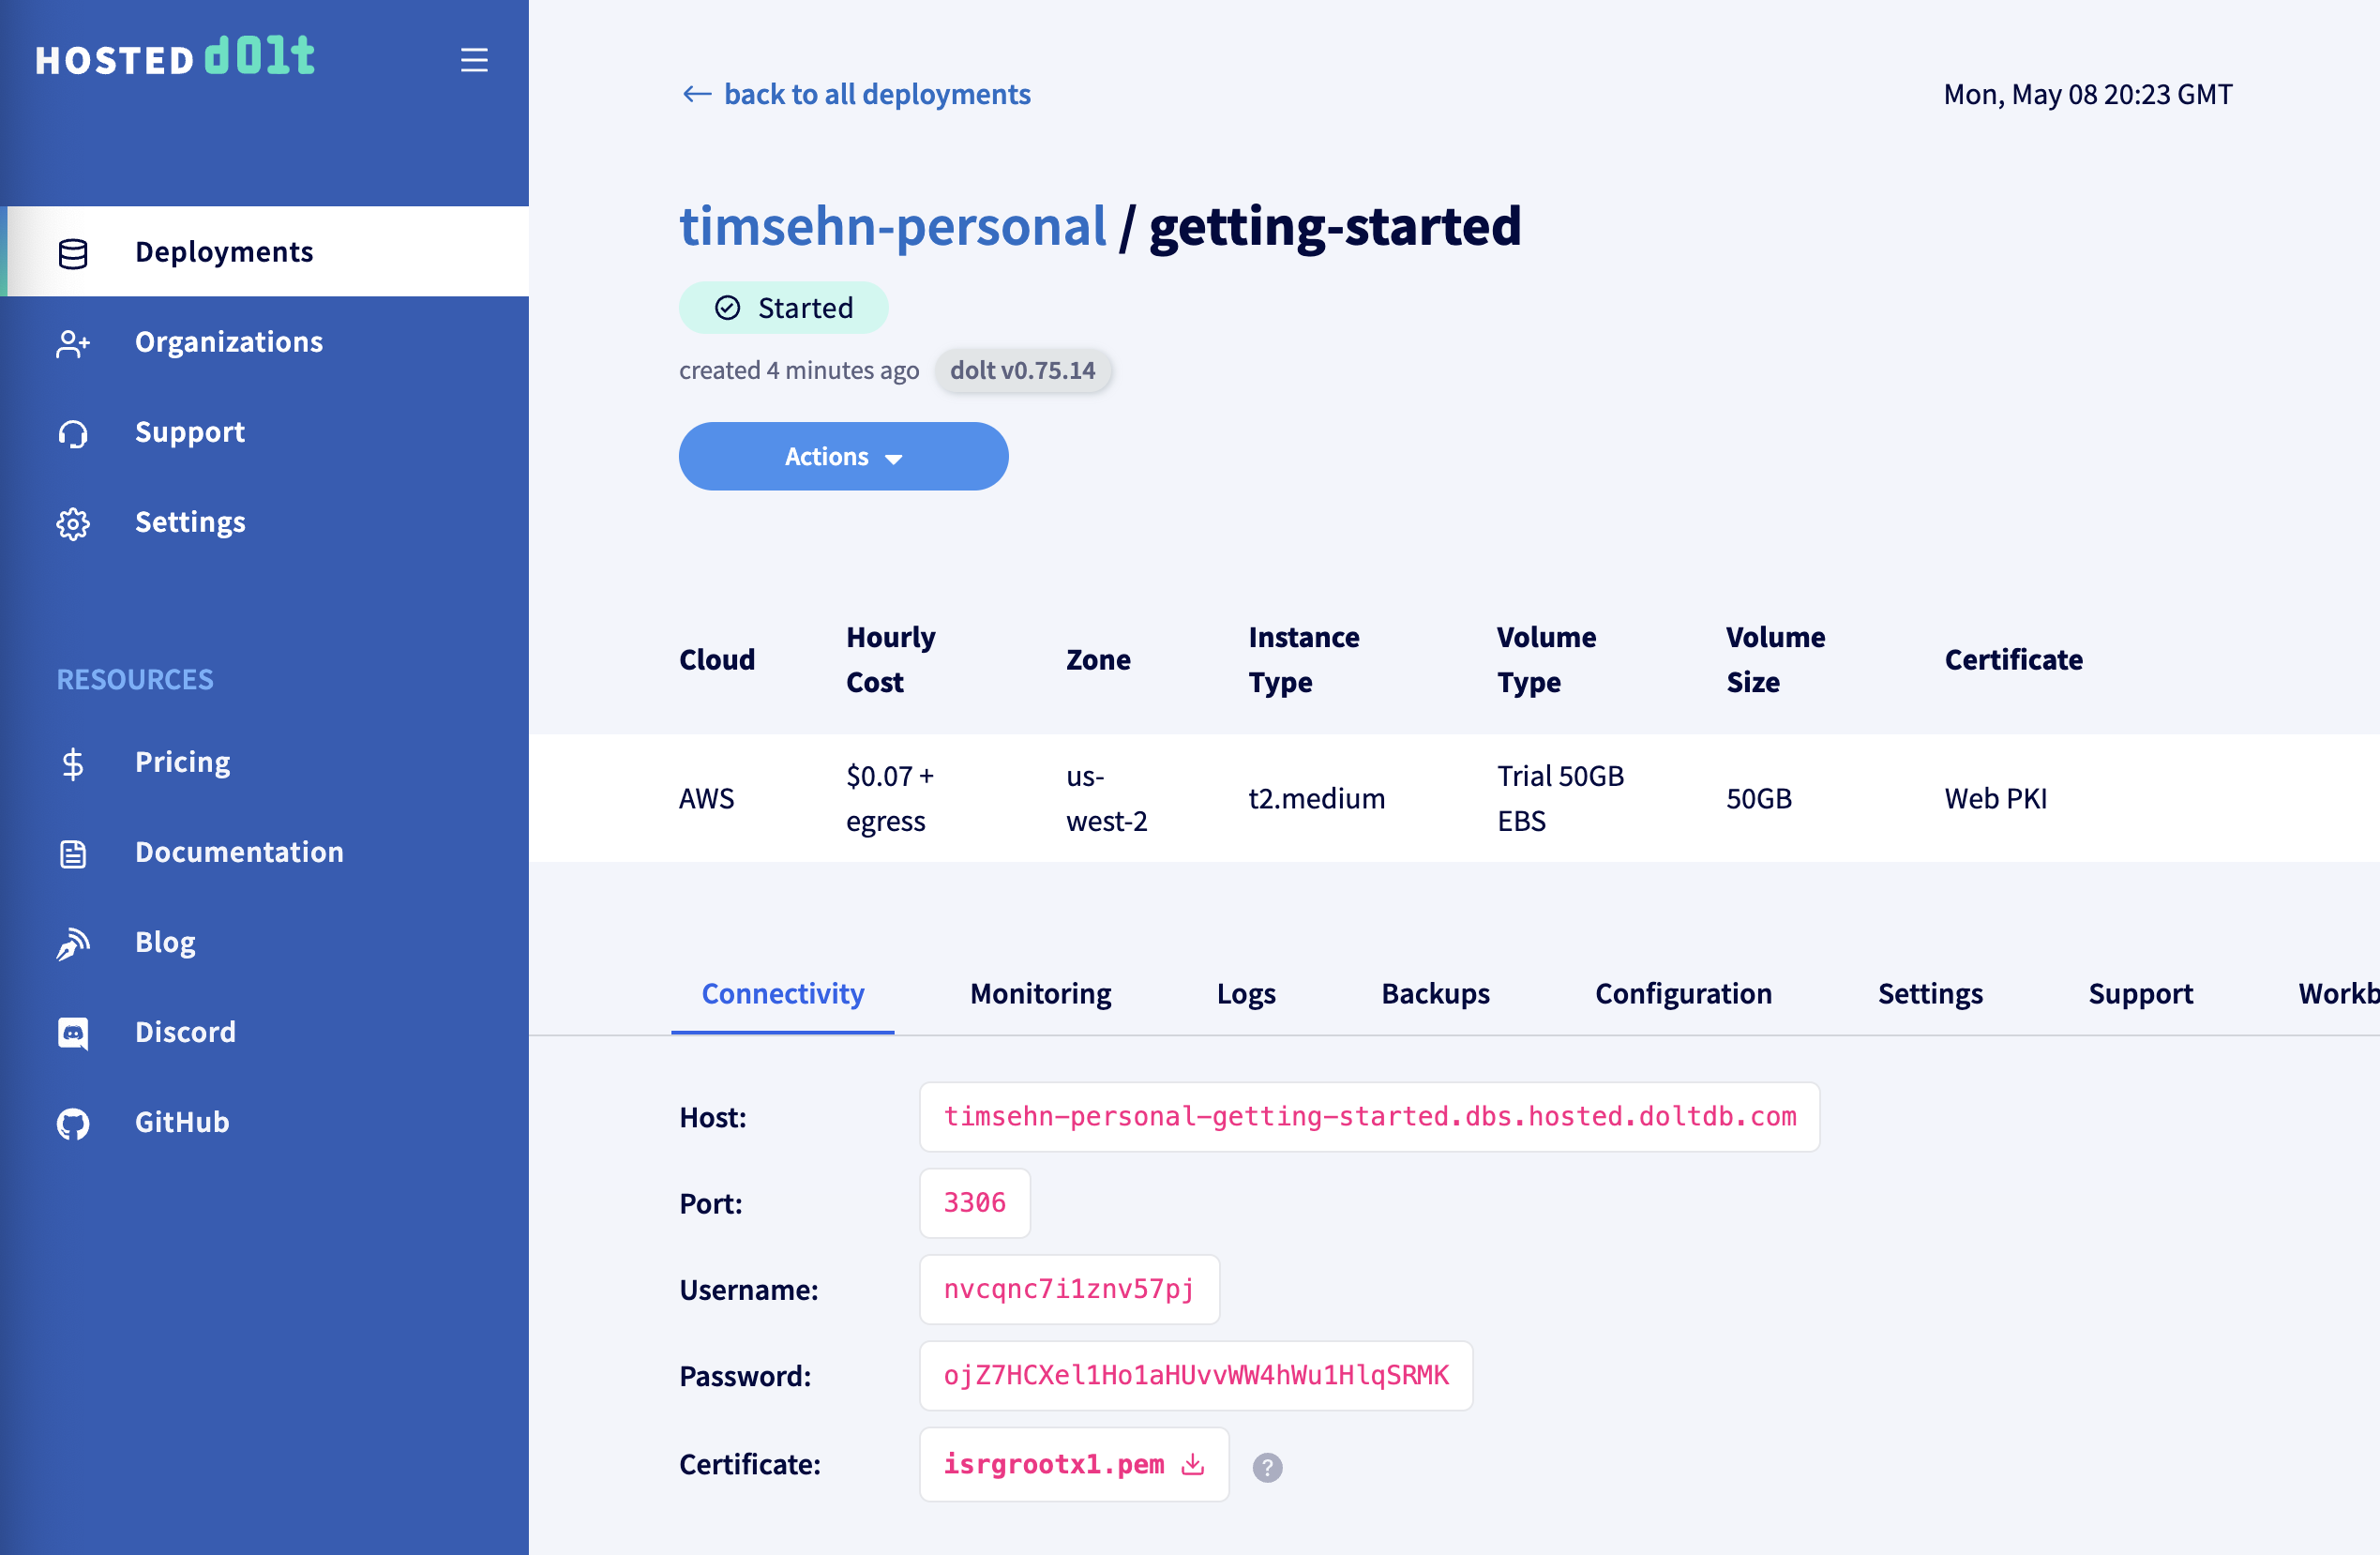 HOSTED dolt
Deployments
Organizations
Support
Settings
RESOURCES
Pricing
Documentation
Blog
Discord
GitHub
back to all deployments
Mon, May 08 20:23 GMT
timsehn-personal / getting-started
Started
created 4 minutes ago dolt v0.75.14
Actions
Cloud Hourly Cost Zone Instance Type Volume Type Volume Size Certificate
AWS $0.07 + egress us-west-2 t2.medium Trial 50GB EBS 50GB Web PKI
Connectivity Monitoring Logs Backups Configuration Settings Support Workb
Host: timsehn-personal-getting-started.dbs.hosted.doltdb.com
Port: 3306
Username: nvcqnc7i1znv57pj
Password: ojZ7HCXel1Ho1aHUvvWW4hWu1HlqSRMK
Certificate: isrgrootx1.pem ?